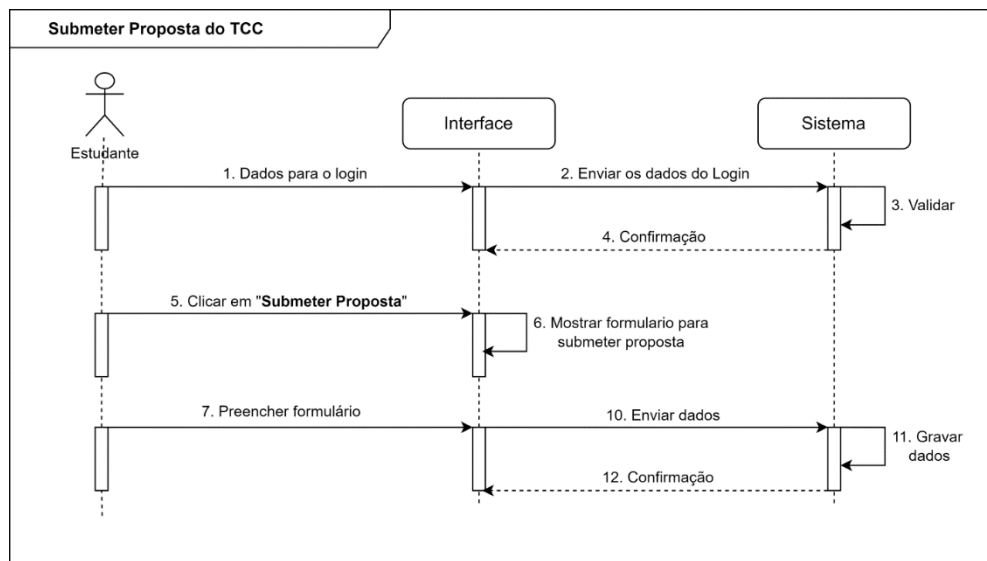 Submeter Proposta do TCC
Estudante
Interface
Sistema
1. Dados para o login
2. Enviar os dados do Login
3. Validar
4. Confirmação
5. Clicar em "Submeter Proposta"
6. Mostrar formulario para
submeter proposta
7. Preencher formulário
10. Enviar dados
11. Gravar
dados
12. Confirmação